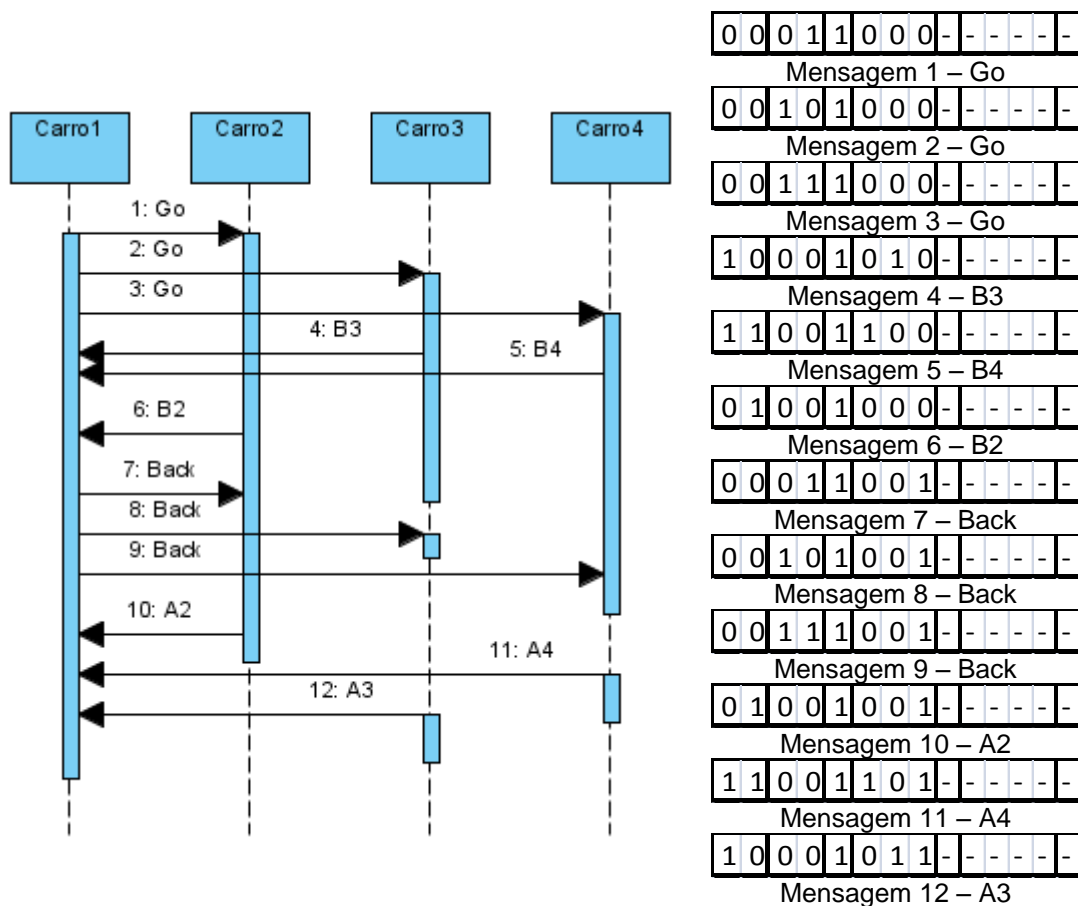 Carro1
Carro2
Carro3
Carro4
1: Go
2: Go
3: Go
4: B3
5: B4
6: B2
7: Back
8: Back
9: Back
10: A2
11: A4
12: A3
0 0 0 1 1 0 0 0 - - - - - -
Mensagem 1 – Go
0 0 1 0 1 0 0 0 - - - - - -
Mensagem 2 – Go
0 0 1 1 1 0 0 0 - - - - - -
Mensagem 3 – Go
1 0 0 0 1 0 1 0 - - - - - -
Mensagem 4 – B3
1 1 0 0 1 1 0 0 - - - - - -
Mensagem 5 – B4
0 1 0 0 1 0 0 0 - - - - - -
Mensagem 6 – B2
0 0 0 1 1 0 0 1 - - - - - -
Mensagem 7 – Back
0 0 1 0 1 0 0 1 - - - - - -
Mensagem 8 – Back
0 0 1 1 1 0 0 1 - - - - - -
Mensagem 9 – Back
0 1 0 0 1 0 0 1 - - - - - -
Mensagem 10 – A2
1 1 0 0 1 1 0 1 - - - - - -
Mensagem 11 – A4
1 0 0 0 1 0 1 1 - - - - - -
Mensagem 12 – A3